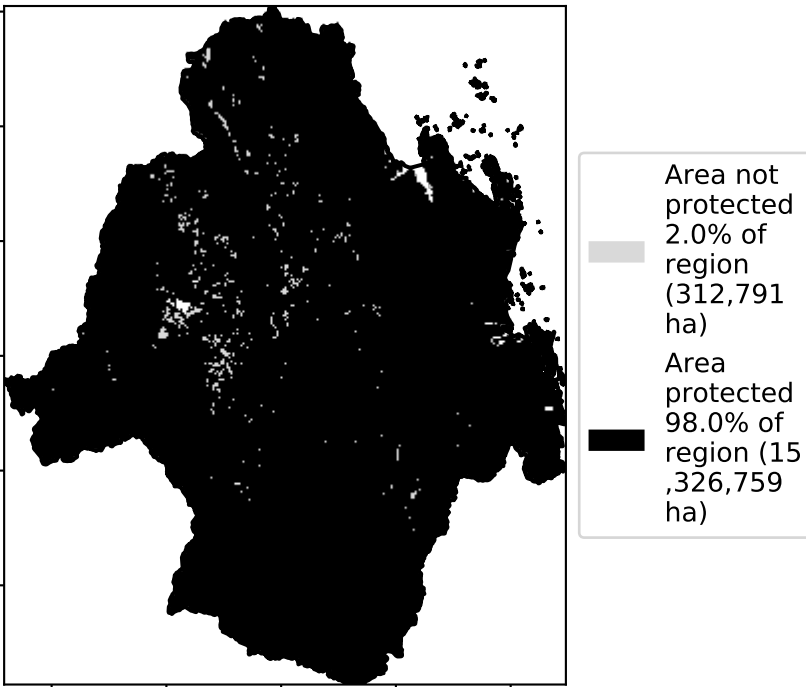 Area not
protected
2.0% of
region
(312,791
ha)
Area
protected
98.0% of
region (15
,326,759
ha)